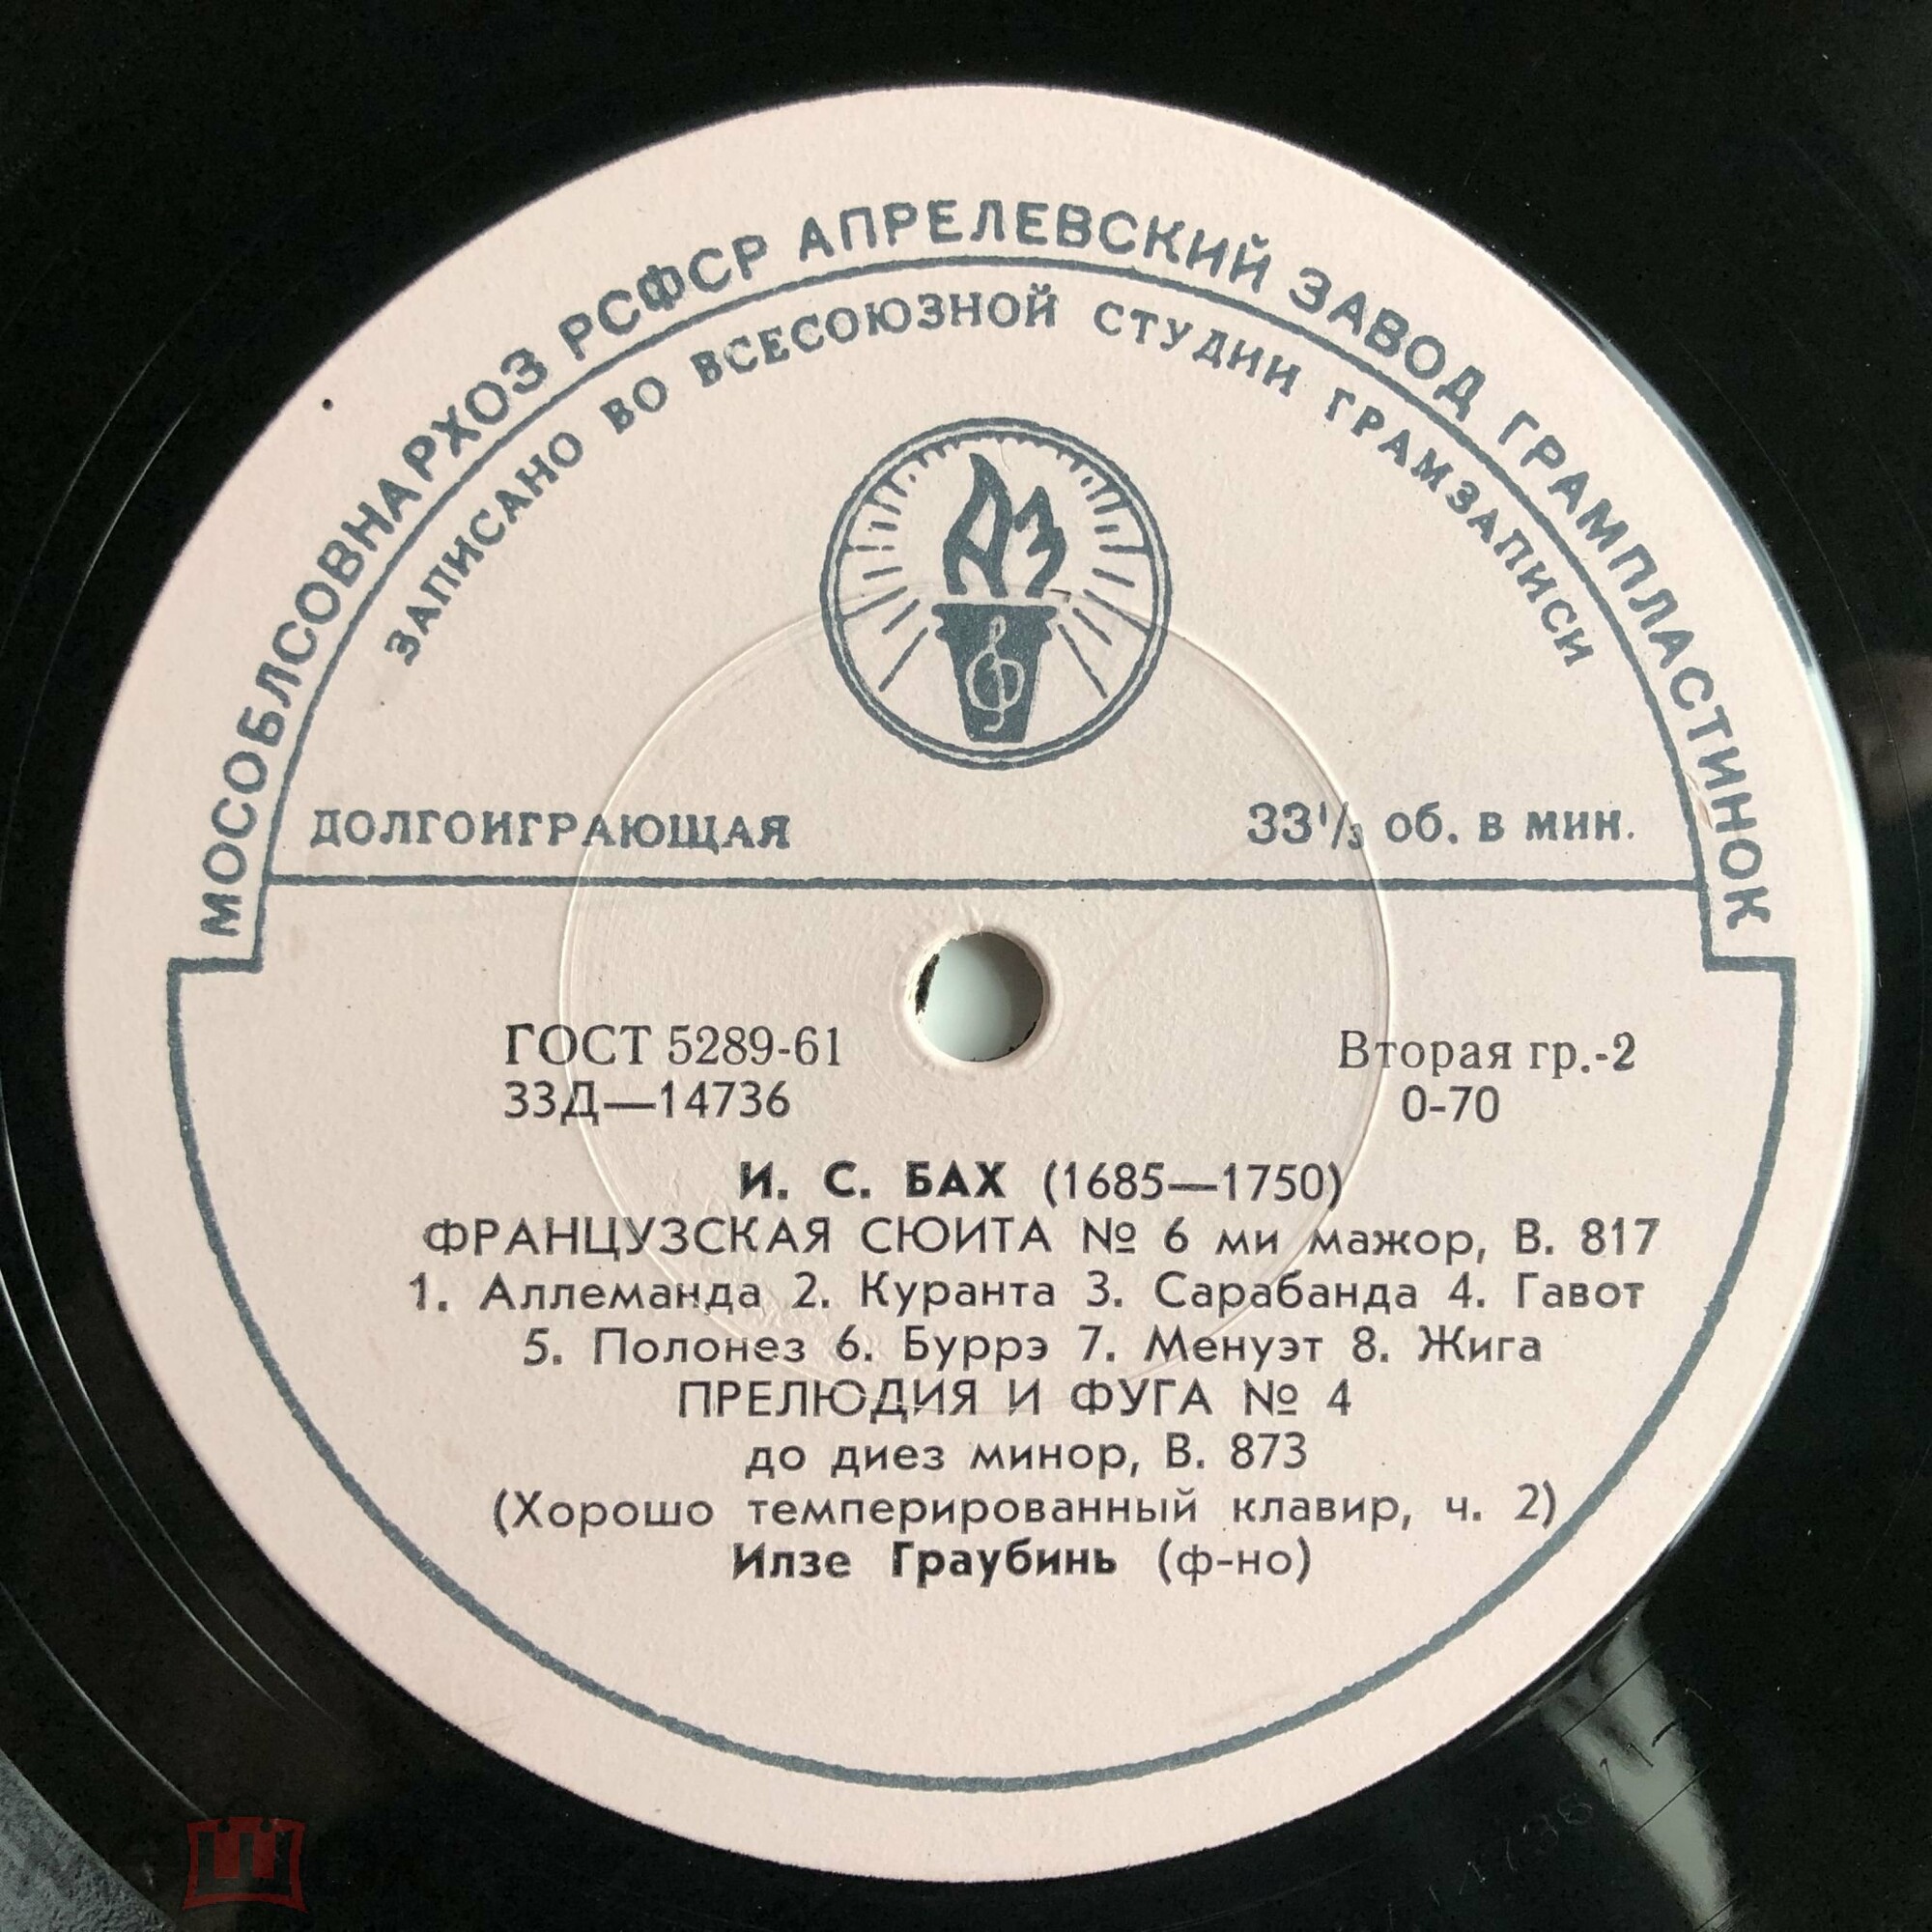 МОСОБЛСОВНАРХОЗ РСФСР АПРЕЛЕВСКИЙ ЗАВОД ГРАМПЛАСТИНОК
ЗАПИСАНО ВО ВСЕСОЮЗНОЙ СТУДИИ ГРАМЗАПИСИ
АЗ
ДОЛГОИГРАЮЩАЯ 33⅓ об. в мин.
ГОСТ 5289-61 Вторая гр.-2
33Д—14736 0-70
И. С. БАХ (1685—1750)
ФРАНЦУЗСКАЯ СЮИТА № 6 ми мажор, В. 817
1. Аллеманда 2. Куранта 3. Сарабанда 4. Гавот
5. Полонез 6. Буррэ 7. Менуэт 8. Жига
ПРЕЛЮДИЯ И ФУГА № 4
до диез минор, В. 873
(Хорошо темперированный клавир, ч. 2)
Илзе Граубинь (ф-но)